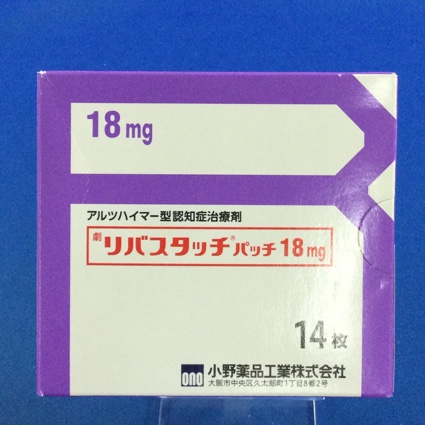 18mg
アルツハイマー型認知症治療剤
劇 リバスタッチ®パッチ 18mg
14枚
ono 小野薬品工業株式会社
大阪市中央区久太郎町1丁目8番2号